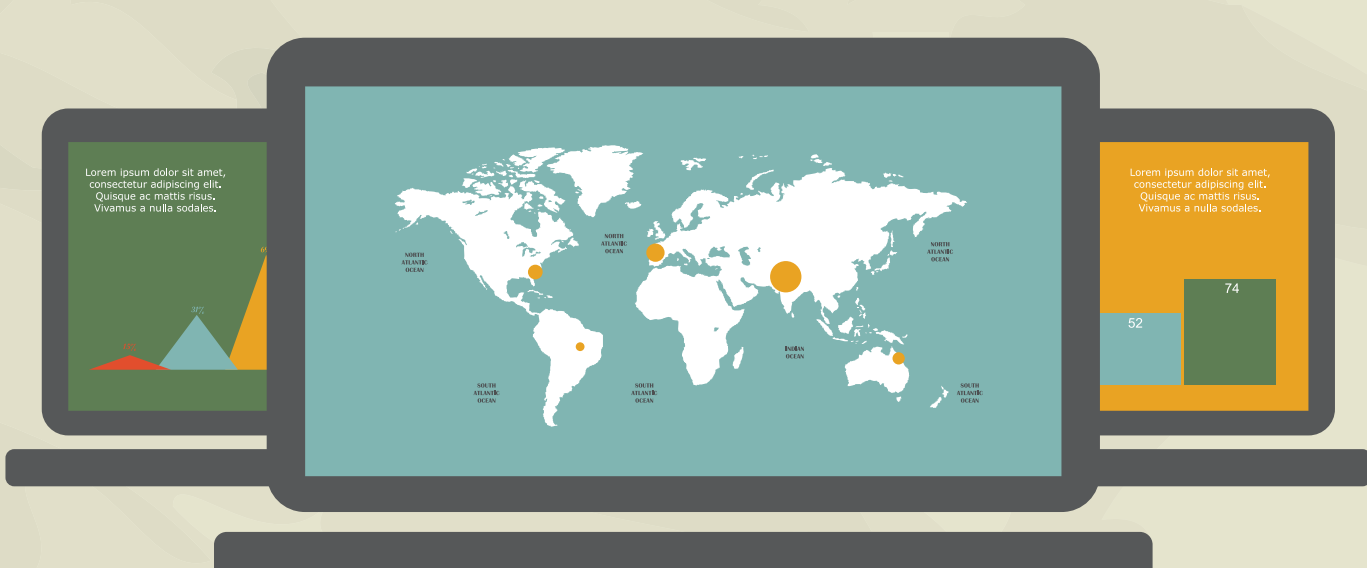 Lorem ipsum dolor sit amet,
consectetur adipiscing elit.
Quisque ac mattis risus.
Vivamus a nulla sodales.
37%
NORTH
ATLANTIC
OCEAN
NORTH
ATLANTIC
OCEAN
NORTH
ATLANTIC
OCEAN
INDIAN
OCEAN
SOUTH
ATLANTIC
OCEAN
SOUTH
ATLANTIC
OCEAN
SOUTH
ATLANTIC
OCEAN
Lorem ipsum dolor sit amet,
consectetur adipiscing elit.
Quisque ac mattis risus.
Vivamus a nulla sodales.
52
74